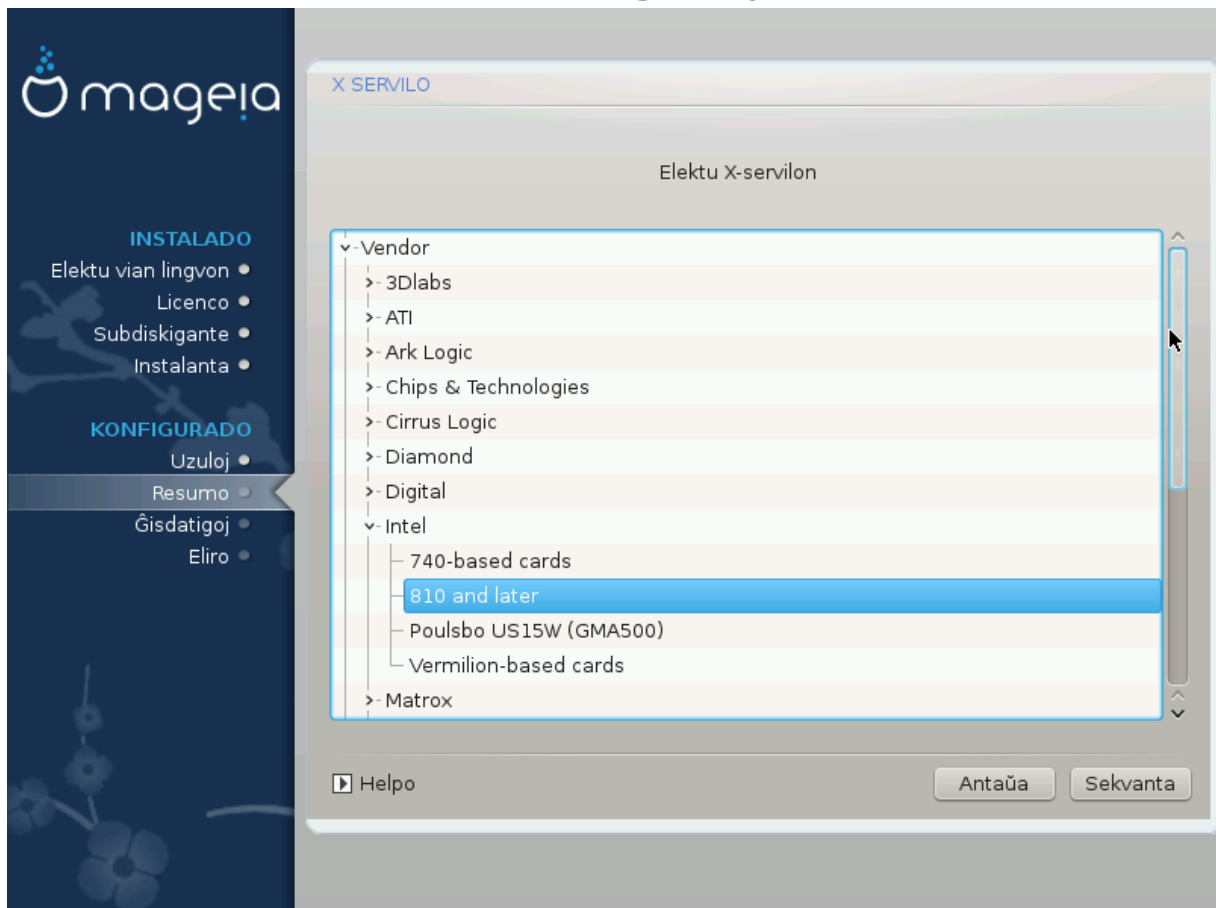 mageia
INSTALADO
Elektu vian lingvon
Licenco
Subdiskigante
Instalanta
KONFIGURADO
Uzuloj
Resumo
Ĝisdatigoj
Eliro
X SERVILO
Elektu X-servilon
Vendor
3Dlabs
ATI
Ark Logic
Chips & Technologies
Cirrus Logic
Diamond
Digital
Intel
740-based cards
810 and later
Poulsbo US15W (GMA500)
Vermilion-based cards
Matrox
Helpo
Antaŭa
Sekvanta